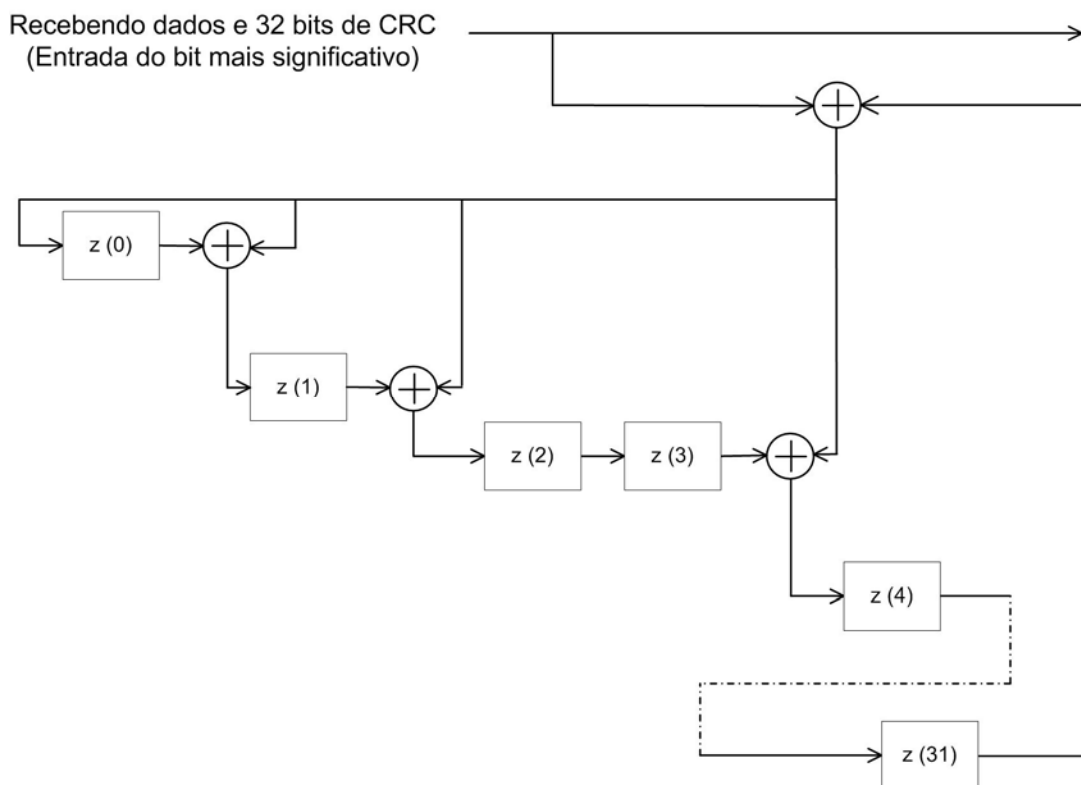 Recebendo dados e 32 bits de CRC
(Entrada do bit mais significativo)
z (0)
z (1)
z (2)
z (3)
z (4)
z (31)